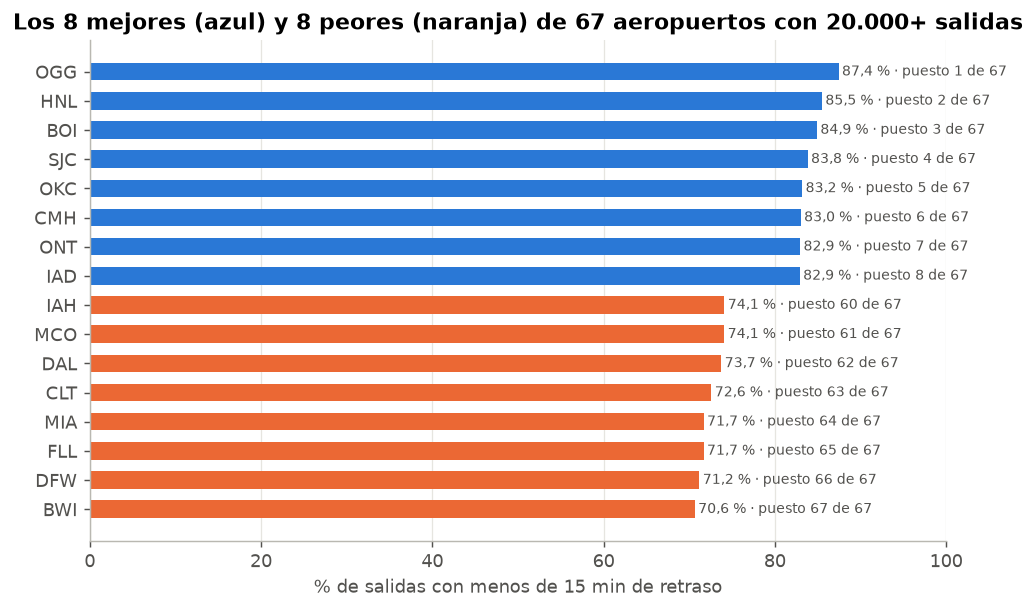 Los 8 mejores (azul) y 8 peores (naranja) de 67 aeropuertos con 20.000+ salidas
OGG 87,4 % · puesto 1 de 67
HNL 85,5 % · puesto 2 de 67
BOI 84,9 % · puesto 3 de 67
SJC 83,8 % · puesto 4 de 67
OKC 83,2 % · puesto 5 de 67
CMH 83,0 % · puesto 6 de 67
ONT 82,9 % · puesto 7 de 67
IAD 82,9 % · puesto 8 de 67
IAH 74,1 % · puesto 60 de 67
MCO 74,1 % · puesto 61 de 67
DAL 73,7 % · puesto 62 de 67
CLT 72,6 % · puesto 63 de 67
MIA 71,7 % · puesto 64 de 67
FLL 71,7 % · puesto 65 de 67
DFW 71,2 % · puesto 66 de 67
BWI 70,6 % · puesto 67 de 67
0 20 40 60 80 100
% de salidas con menos de 15 min de retraso